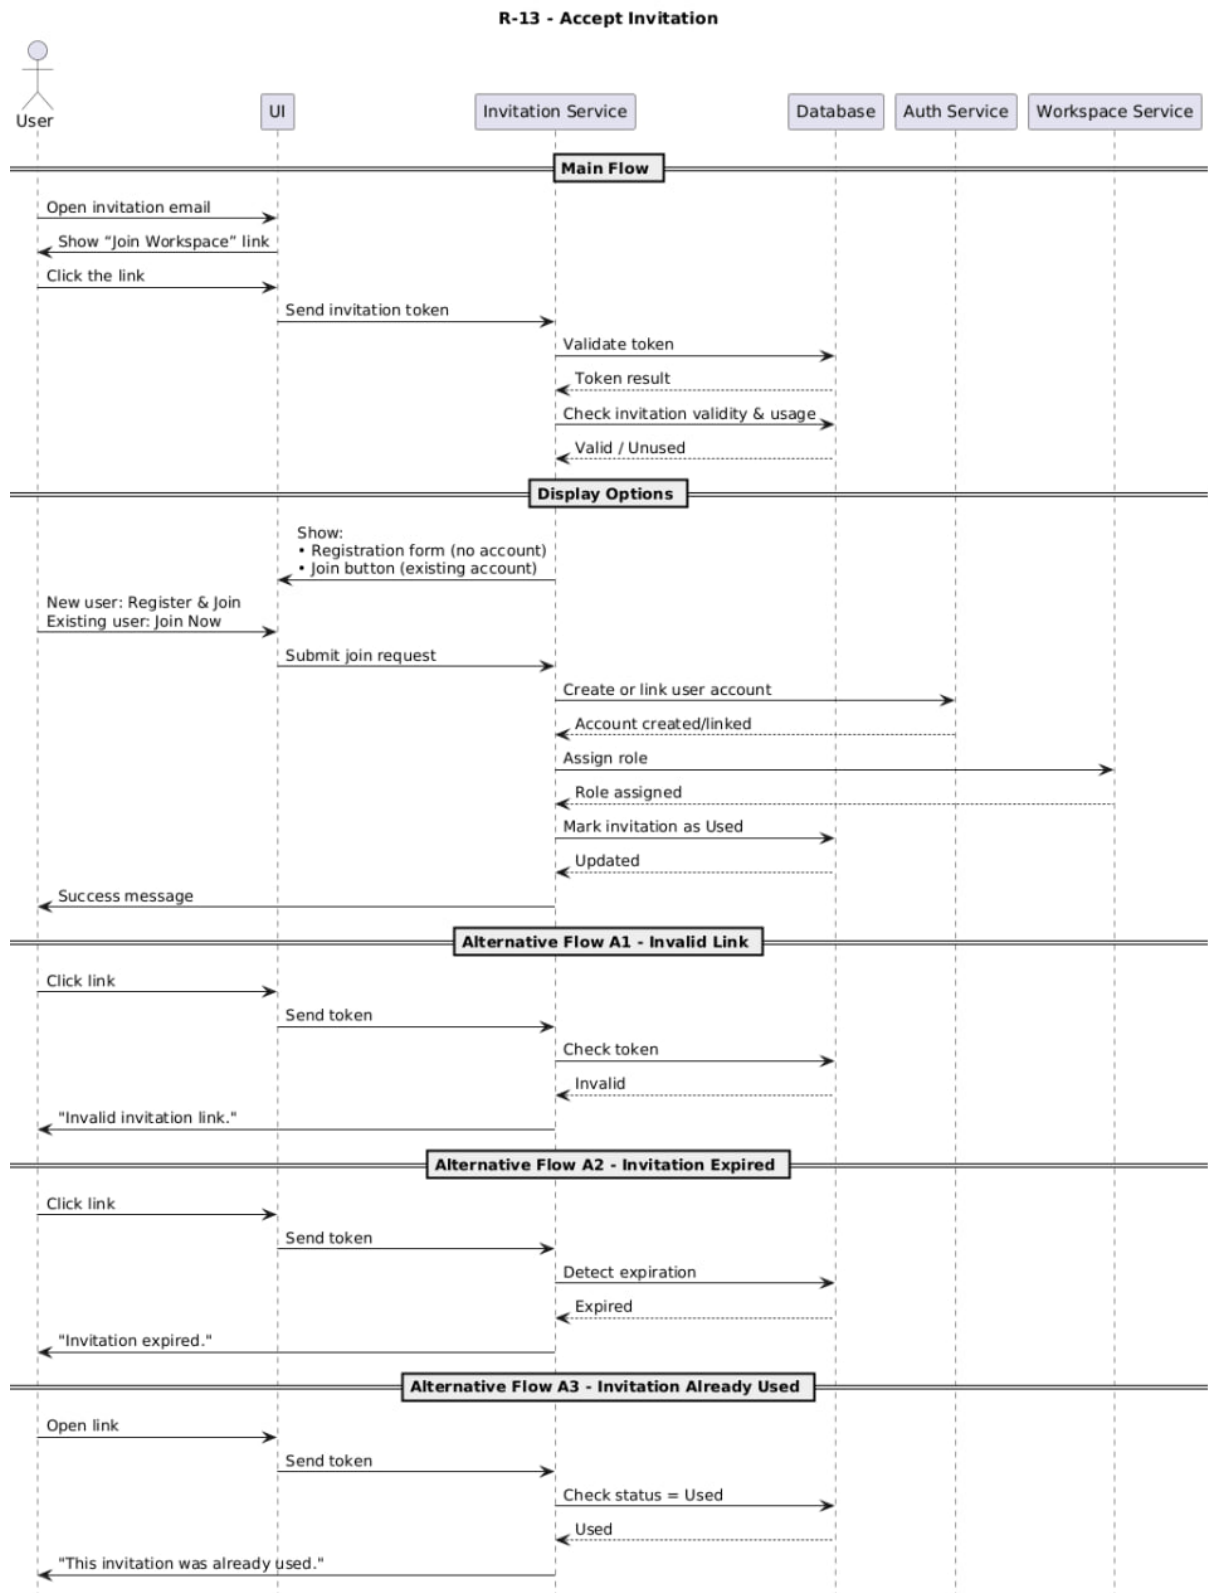 R-13 - Accept Invitation
User
UI
Invitation Service
Database
Auth Service
Workspace Service
Main Flow
Open invitation email
Show “Join Workspace” link
Click the link
Send invitation token
Validate token
Token result
Check invitation validity & usage
Valid / Unused
Display Options
Show:
• Registration form (no account)
• Join button (existing account)
New user: Register & Join
Existing user: Join Now
Submit join request
Create or link user account
Account created/linked
Assign role
Role assigned
Mark invitation as Used
Updated
Success message
Alternative Flow A1 - Invalid Link
Click link
Send token
Check token
Invalid
"Invalid invitation link."
Alternative Flow A2 - Invitation Expired
Click link
Send token
Detect expiration
Expired
"Invitation expired."
Alternative Flow A3 - Invitation Already Used
Open link
Send token
Check status = Used
Used
"This invitation was already used."